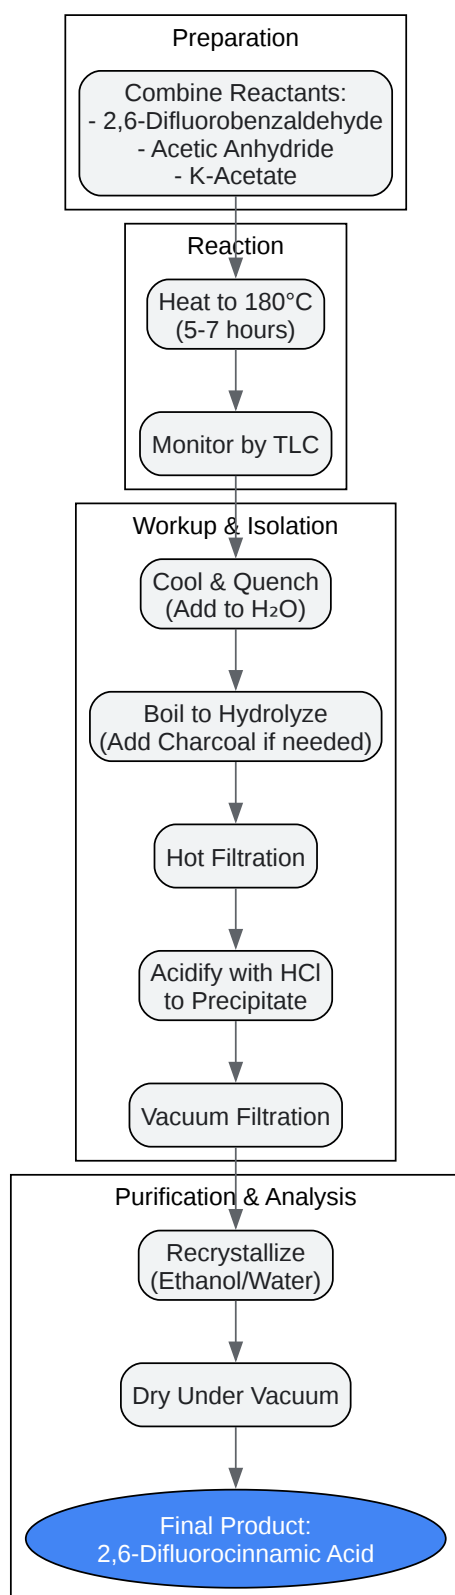 Preparation
Combine Reactants:
- 2,6-Difluorobenzaldehyde
- Acetic Anhydride
- K-Acetate
Reaction
Heat to 180°C
(5-7 hours)
Monitor by TLC
Workup & Isolation
Cool & Quench
(Add to H₂O)
Boil to Hydrolyze
(Add Charcoal if needed)
Hot Filtration
Acidify with HCl
to Precipitate
Vacuum Filtration
Purification & Analysis
Recrystallize
(Ethanol/Water)
Dry Under Vacuum
Final Product:
2,6-Difluorocinnamic Acid